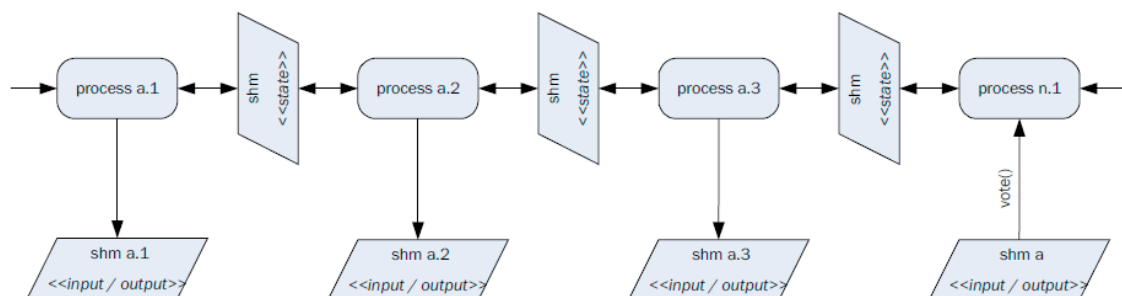 process a.1
shm
<<state>>
process a.2
shm
<<state>>
process a.3
shm
<<state>>
process n.1
vote()
shm a.1
<<input / output>>
shm a.2
<<input / output>>
shm a.3
<<input / output>>
shm a
<<input / output>>